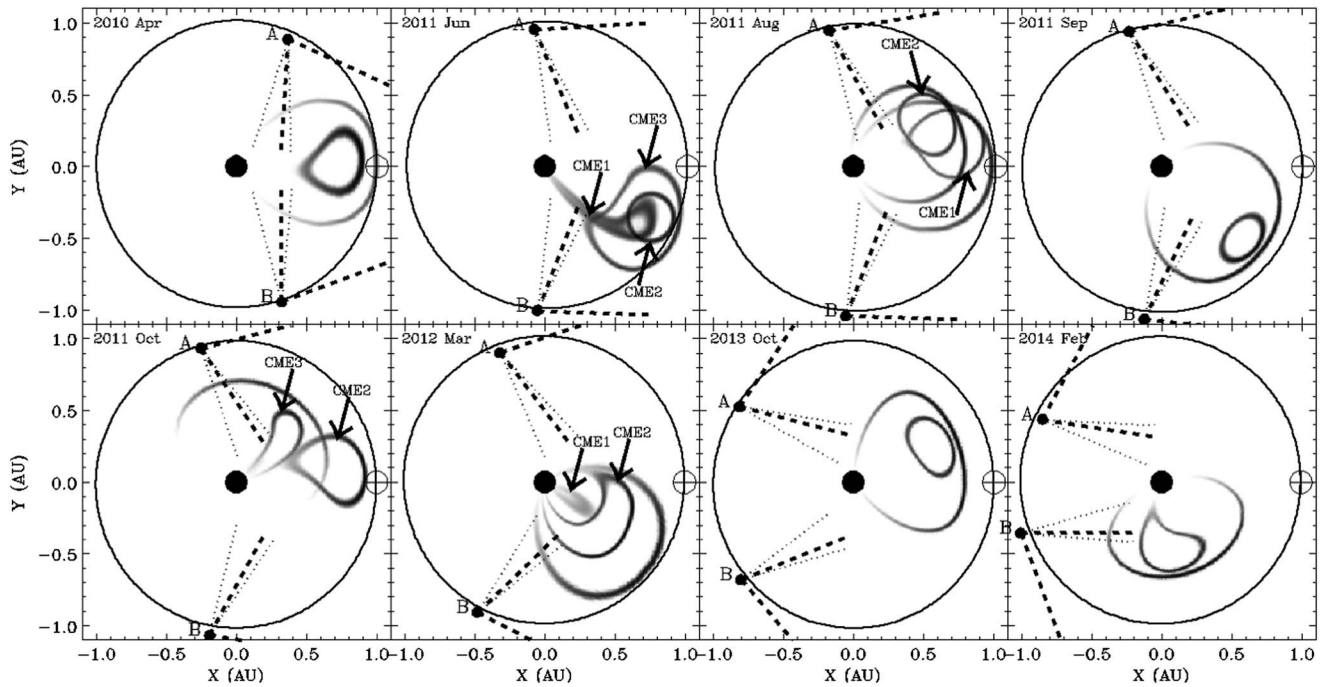 2010 Apr
A
B
2011 Jun
A
CME3
CME1
CME2
B
2011 Aug
A
CME2
CME1
B
2011 Sep
A
B
1.0
0.5
0.0
-0.5
-1.0
Y (AU)
2011 Oct
A
CME3
CME2
B
2012 Mar
A
CME1
CME2
B
2013 Oct
A
B
2014 Feb
A
B
1.0
0.5
0.0
-0.5
-1.0
Y (AU)
-1.0 -0.5 0.0 0.5 1.0
-1.0 -0.5 0.0 0.5 1.0
-1.0 -0.5 0.0 0.5 1.0
-1.0 -0.5 0.0 0.5 1.0
X (AU)
X (AU)
X (AU)
X (AU)